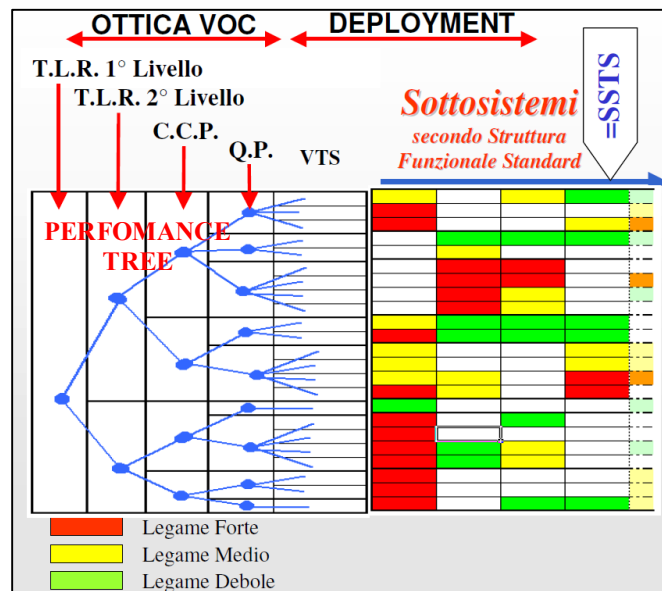 OTTICA VOC
DEPLOYMENT
T.L.R. 1° Livello
T.L.R. 2° Livello
C.C.P.
Q.P.
VTS
Sottosistemi
secondo Struttura
Funzionale Standard
=SSTS
PERFOMANCE
TREE
Legame Forte
Legame Medio
Legame Debole